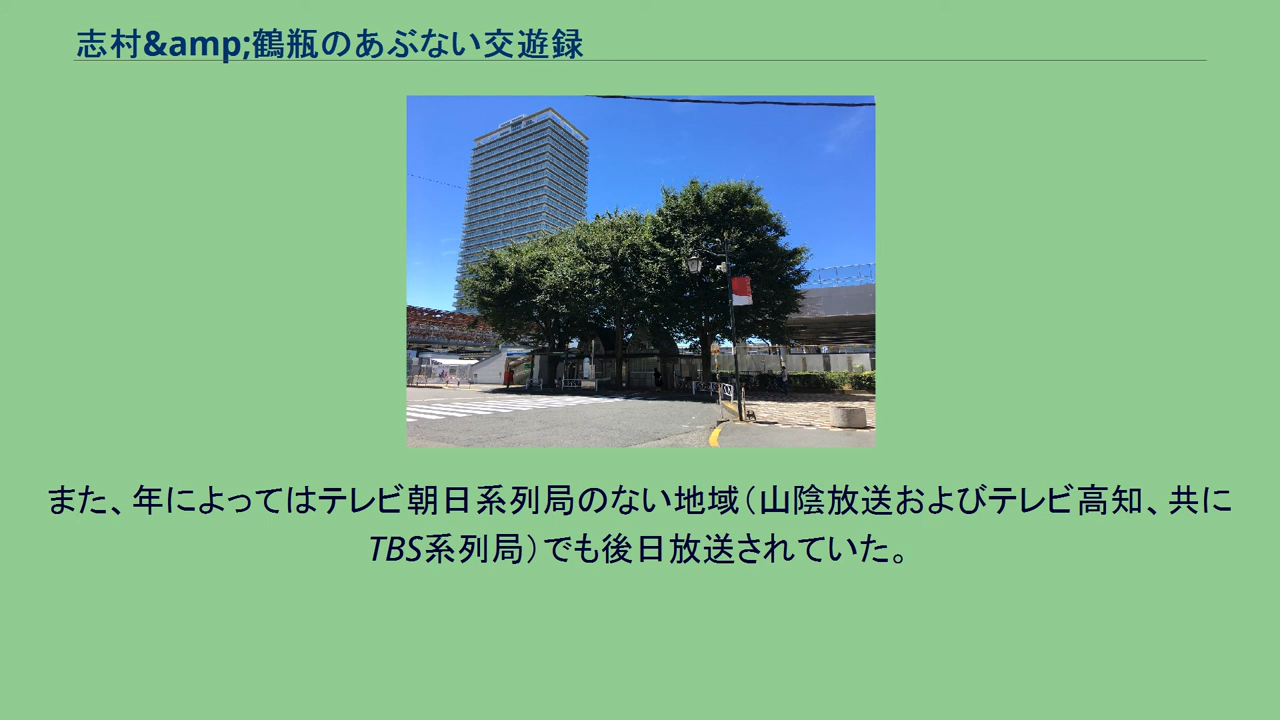 志村&amp;鶴瓶のあぶない交遊録
また、年によってはテレビ朝日系列局のない地域（山陰放送およびテレビ高知、共に
TBS系列局）でも後日放送されていた。